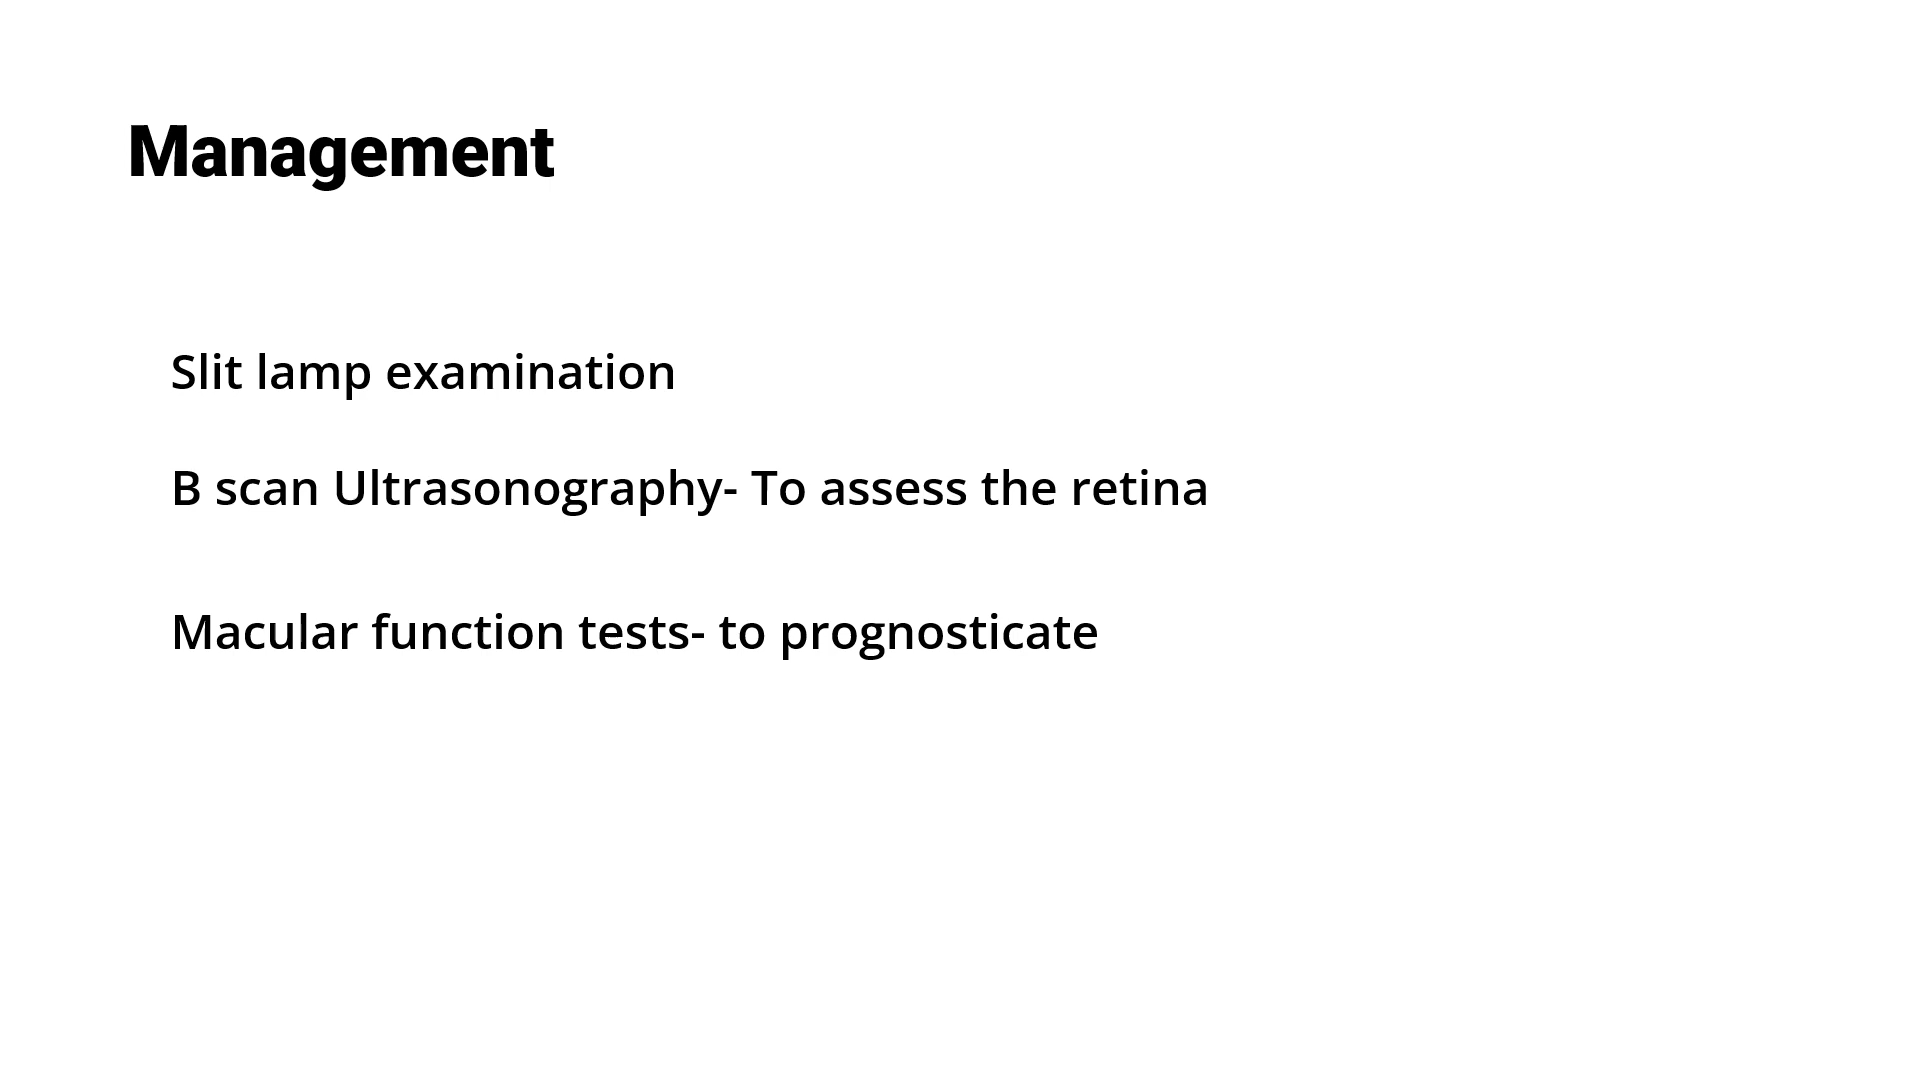 Management
Slit lamp examination
B scan Ultrasonography- To assess the retina
Macular function tests- to prognosticate